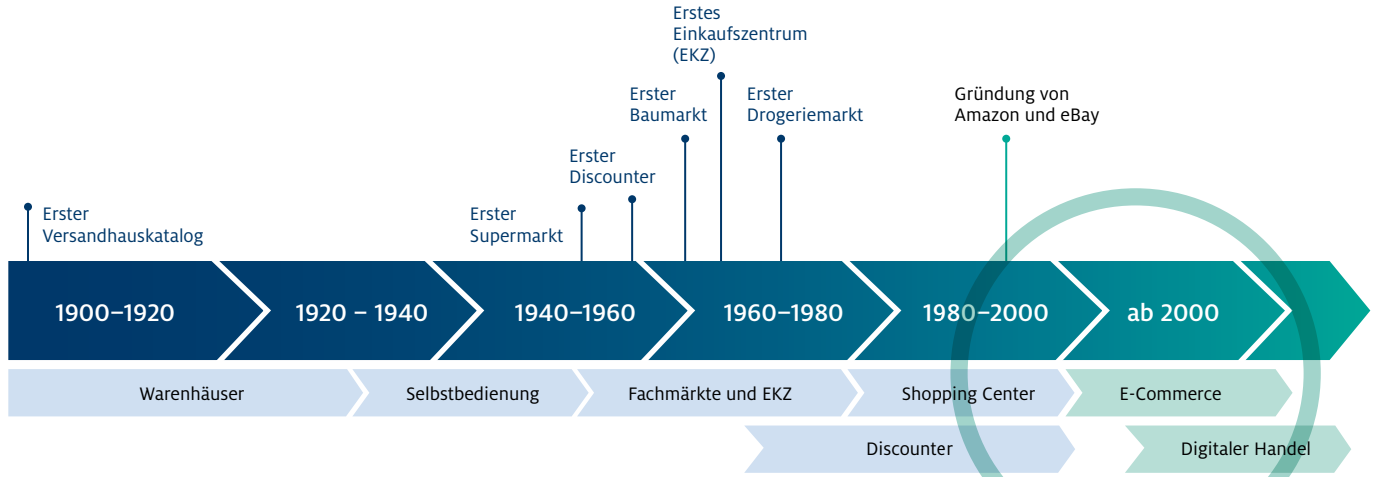 Erstes
Einkaufszentrum
(EKZ)
Erster
Baumarkt
Erster
Drogeriemarkt
Gründung von
Amazon und eBay
Erster
Discounter
Erster
Versandhauskatalog
Erster
Supermarkt
1900–1920
1920 – 1940
1940–1960
1960–1980
1980–2000
ab 2000
Warenhäuser
Selbstbedienung
Fachmärkte und EKZ
Shopping Center
E-Commerce
Discounter
Digitaler Handel